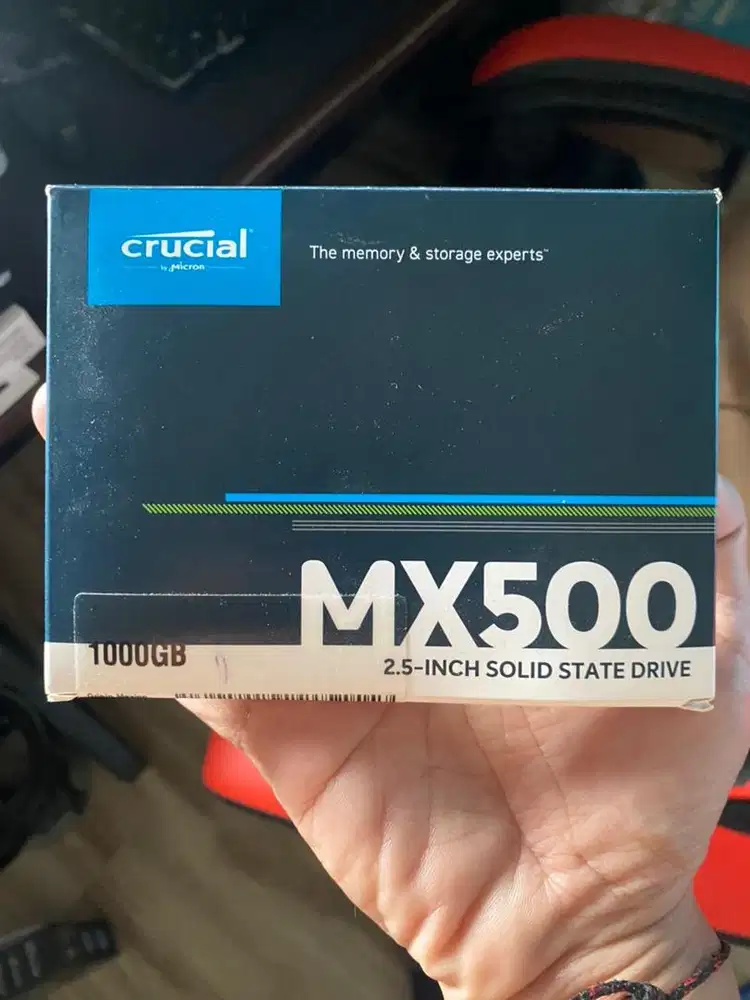 crucial
by Micron
The memory & storage experts™
MX500
1000GB
2.5-INCH SOLID STATE DRIVE